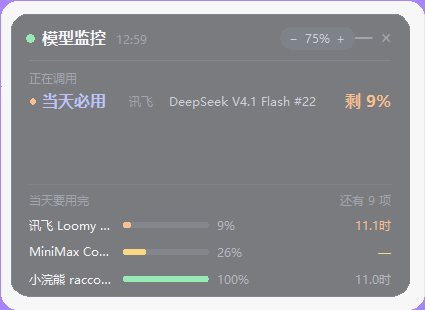 模型监控 12:59 − 75% + — ×
正在调用
当天必用 讯飞 DeepSeek V4.1 Flash #22 剩 9%
当天要用完 还有 9 项
讯飞 Loomy ... 9% 11.1时
MiniMax Co... 26% —
小浣熊 racco... 100% 11.0时